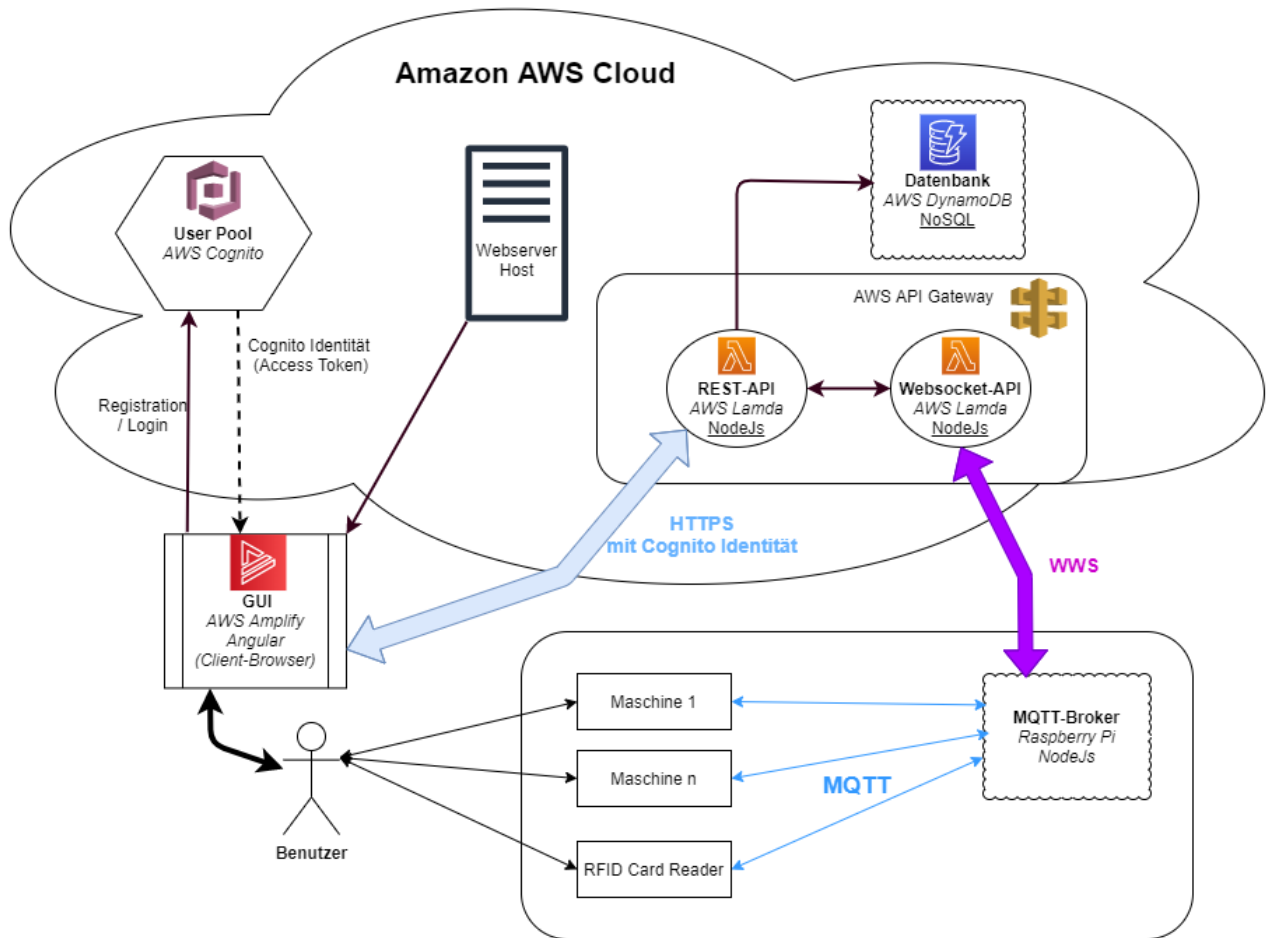 Amazon AWS Cloud
User Pool
AWS Cognito
Webserver
Host
Datenbank
AWS DynamoDB
NoSQL
AWS API Gateway
Cognito Identität
(Access Token)
Registration
/ Login
REST-API
AWS Lamda
NodeJs
Websocket-API
AWS Lamda
NodeJs
HTTPS
mit Cognito Identität
WWS
GUI
AWS Amplify
Angular
(Client-Browser)
Maschine 1
Maschine n
RFID Card Reader
MQTT
MQTT-Broker
Raspberry Pi
NodeJs
Benutzer